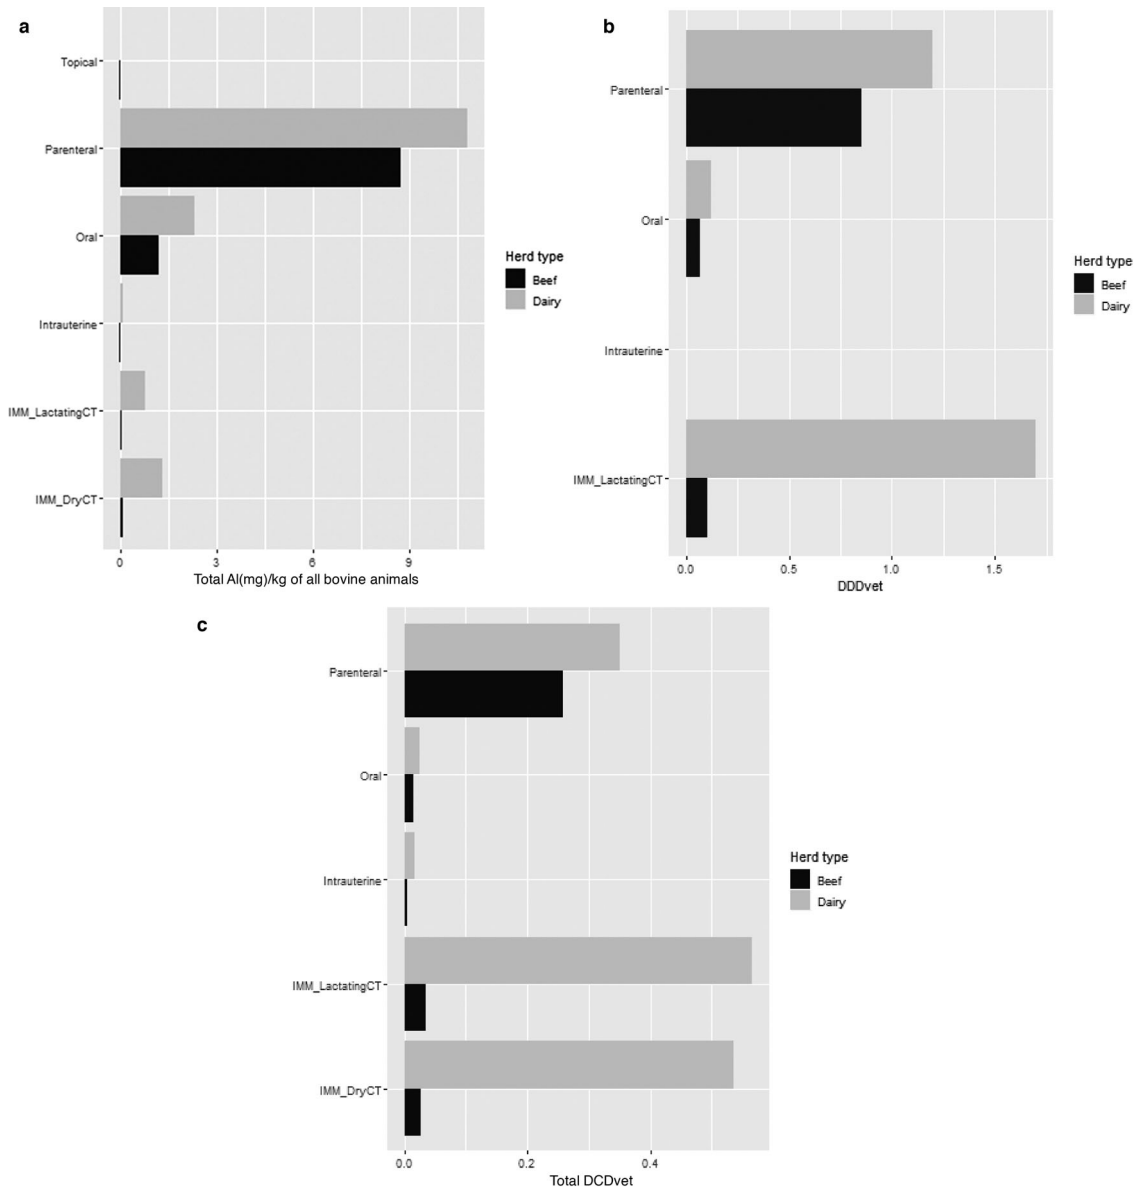 a
Topical
Parenteral
Oral
Intrauterine
IMM_LactatingCT
IMM_DryCT
0 3 6 9
Total AI(mg)/kg of all bovine animals
Herd type
Beef
Dairy
b
Parenteral
Oral
Intrauterine
IMM_LactatingCT
0.0 0.5 1.0 1.5
DDDvet
Herd type
Beef
Dairy
c
Parenteral
Oral
Intrauterine
IMM_LactatingCT
IMM_DryCT
0.0 0.2 0.4
Total DCDvet
Herd type
Beef
Dairy